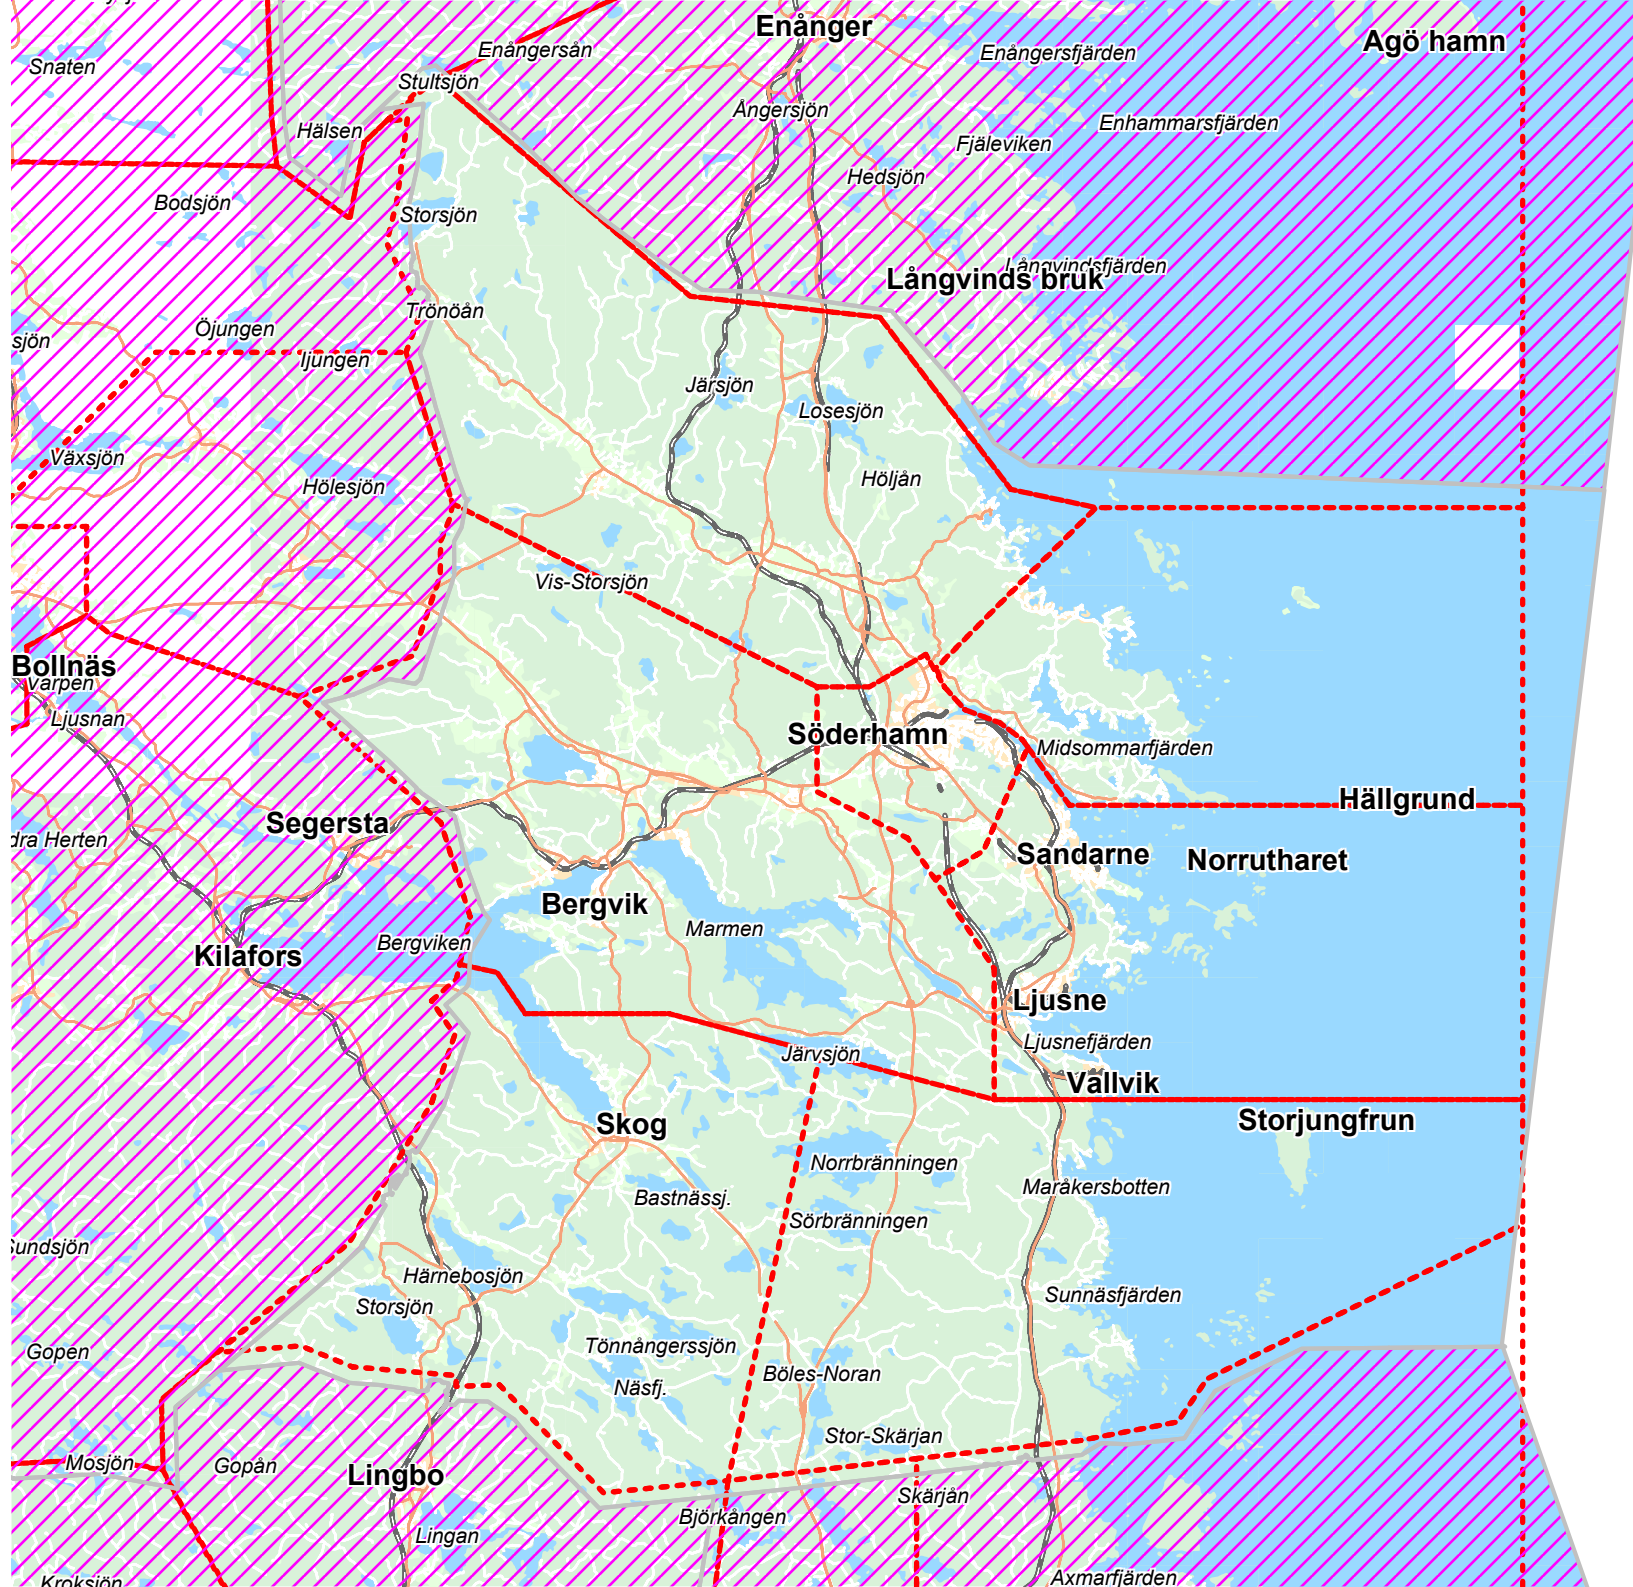 Enånger
Agö hamn
Enångersån
Enångersfjärden
Snaten
Stultsjön
Ångersjön
Enhammarsfjärden
Hälsen
Fjäleviken
Hedsjön
Bodsjön
Storsjön
Långvindsfjärden
Långvinds bruk
Trönöån
Öjungen
sjön
Ijungen
Järsjön
Losesjön
Växsjön
Höljån
Hölesjön
Vis-Storsjön
Bollnäs
Varpen
Ljusnan
Söderhamn
Midsommarfjärden
Hällgrund
Segersta
dra Herten
Sandarne
Norrutharet
Bergvik
Marmen
Bergviken
Kilafors
Ljusne
Ljusnefjärden
Järvsjön
Vallvik
Storjungfrun
Skog
Norrbränningen
Maråkersbotten
Bastnässj.
Sörbränningen
Sundsjön
Härnebosjön
Sunnäsfjärden
Storsjön
Tönnångerssjön
Gopen
Böles-Noran
Näsfj.
Stor-Skärjan
Mosjön
Gopån
Lingbo
Skärjån
Björkången
Lingan
Axmarfjärden
Kroksjön